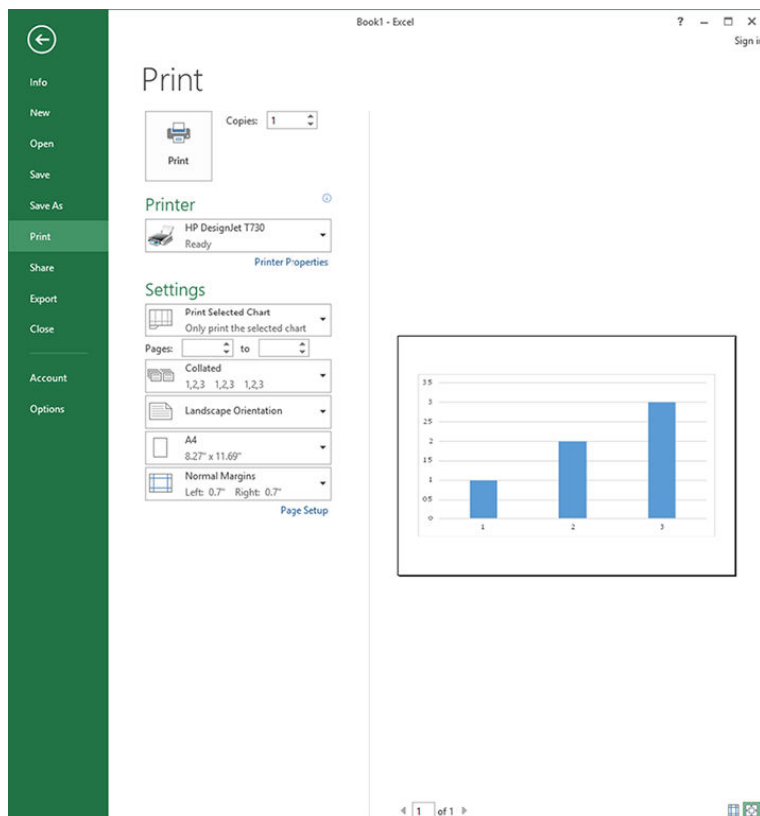 Book1 - Excel
?
Sign in
Info
New
Open
Save
Save As
Print
Share
Export
Close
Account
Options
Print
Print
Copies: 1
Printer
HP DesignJet T730
Ready
Printer Properties
Settings
Print Selected Chart
Only print the selected chart
Pages: to
Collated
1,2,3 1,2,3 1,2,3
Landscape Orientation
A4
8.27" x 11.69"
Normal Margins
Left: 0.7" Right: 0.7"
Page Setup
3.5
3
2.5
2
1.5
1
0.5
0
1 2 3
1 of 1